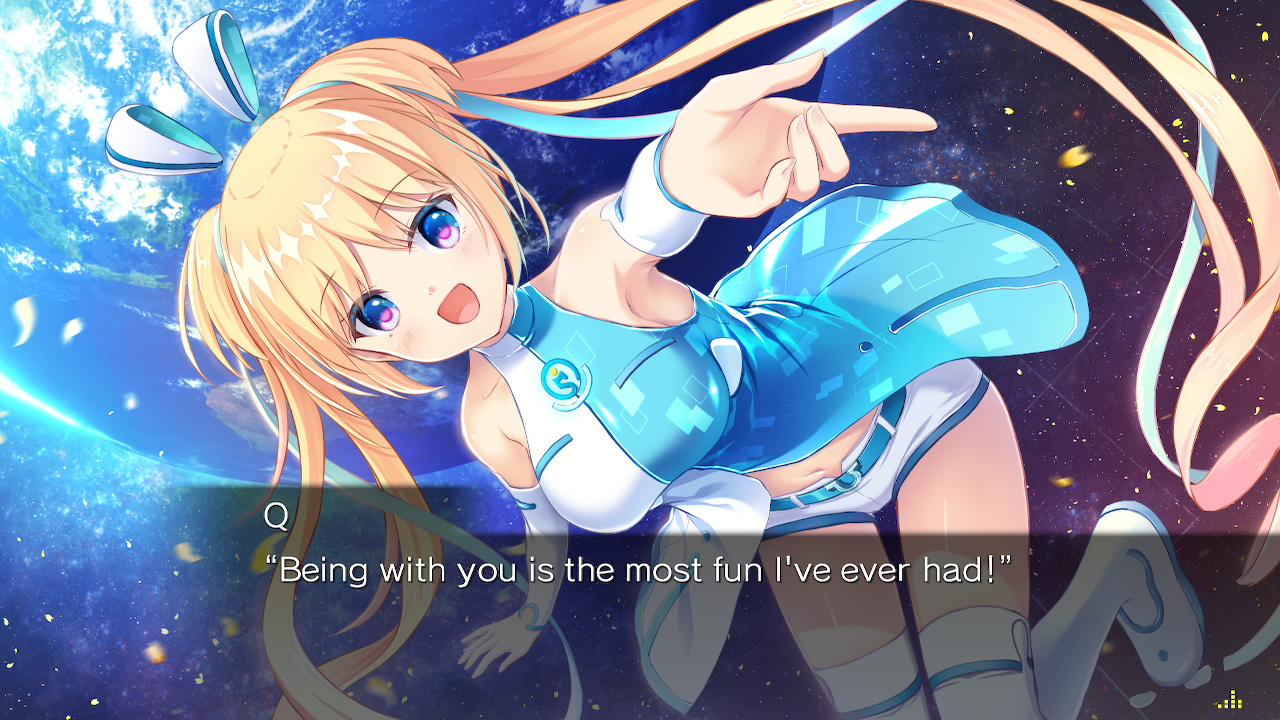 Q
“Being with you is the most fun I've ever had!”